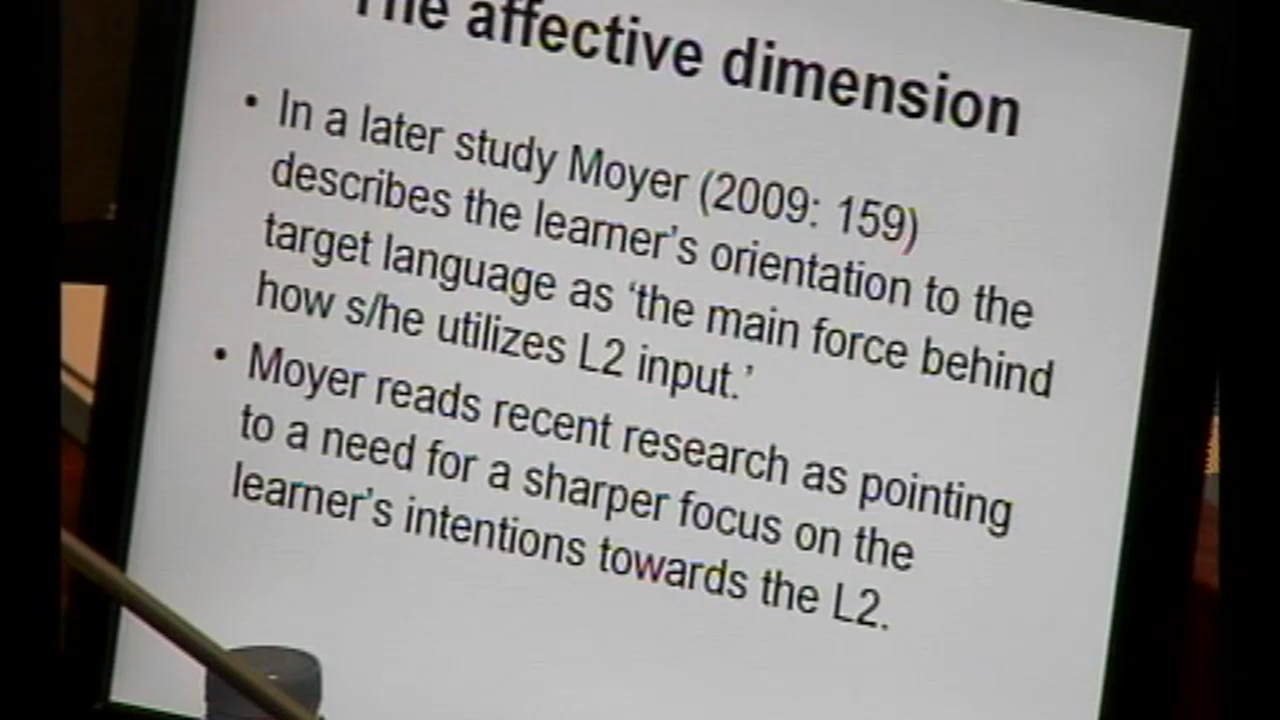 The affective dimension
• In a later study Moyer (2009: 159)
describes the learner's orientation to the
target language as ‘the main force behind
how s/he utilizes L2 input.’
• Moyer reads recent research as pointing
to a need for a sharper focus on the
learner's intentions towards the L2.